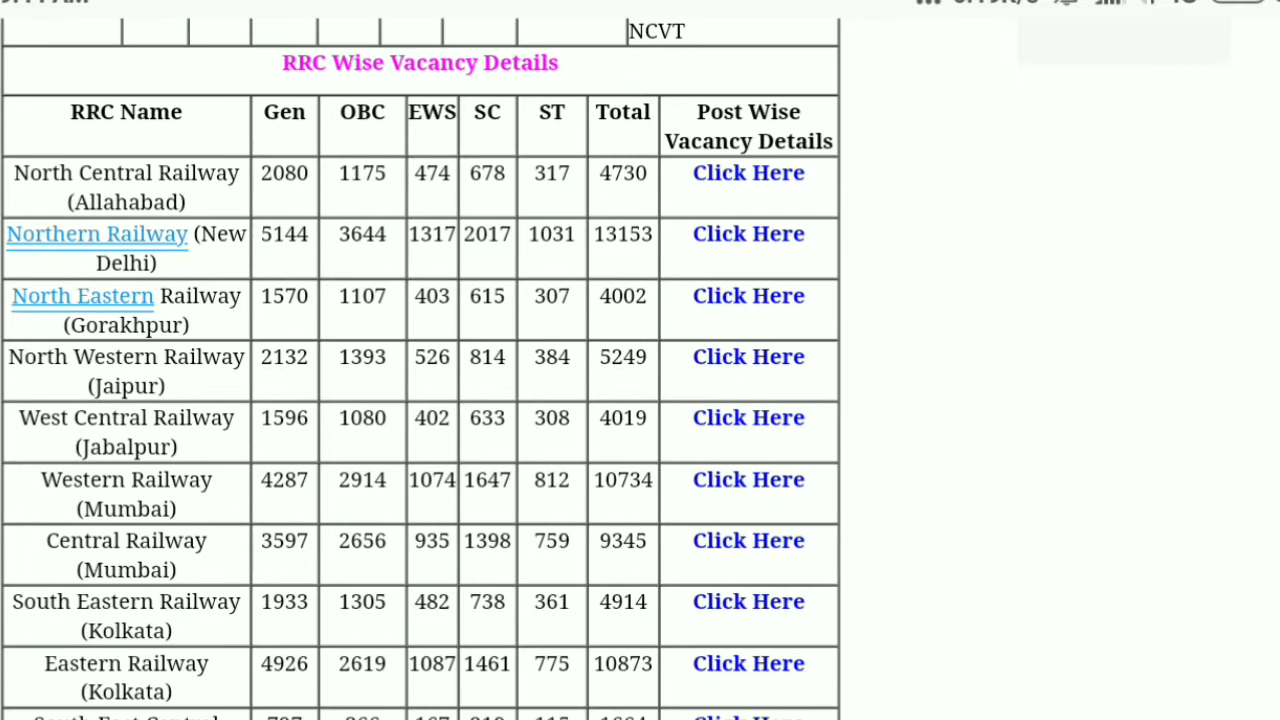 NCVT
RRC Wise Vacancy Details
RRC Name Gen OBC EWS SC ST Total Post Wise
Vacancy Details
North Central Railway 2080 1175 474 678 317 4730 Click Here
(Allahabad)
Northern Railway (New 5144 3644 1317 2017 1031 13153 Click Here
Delhi)
North Eastern Railway 1570 1107 403 615 307 4002 Click Here
(Gorakhpur)
North Western Railway 2132 1393 526 814 384 5249 Click Here
(Jaipur)
West Central Railway 1596 1080 402 633 308 4019 Click Here
(Jabalpur)
Western Railway 4287 2914 1074 1647 812 10734 Click Here
(Mumbai)
Central Railway 3597 2656 935 1398 759 9345 Click Here
(Mumbai)
South Eastern Railway 1933 1305 482 738 361 4914 Click Here
(Kolkata)
Eastern Railway 4926 2619 1087 1461 775 10873 Click Here
(Kolkata)